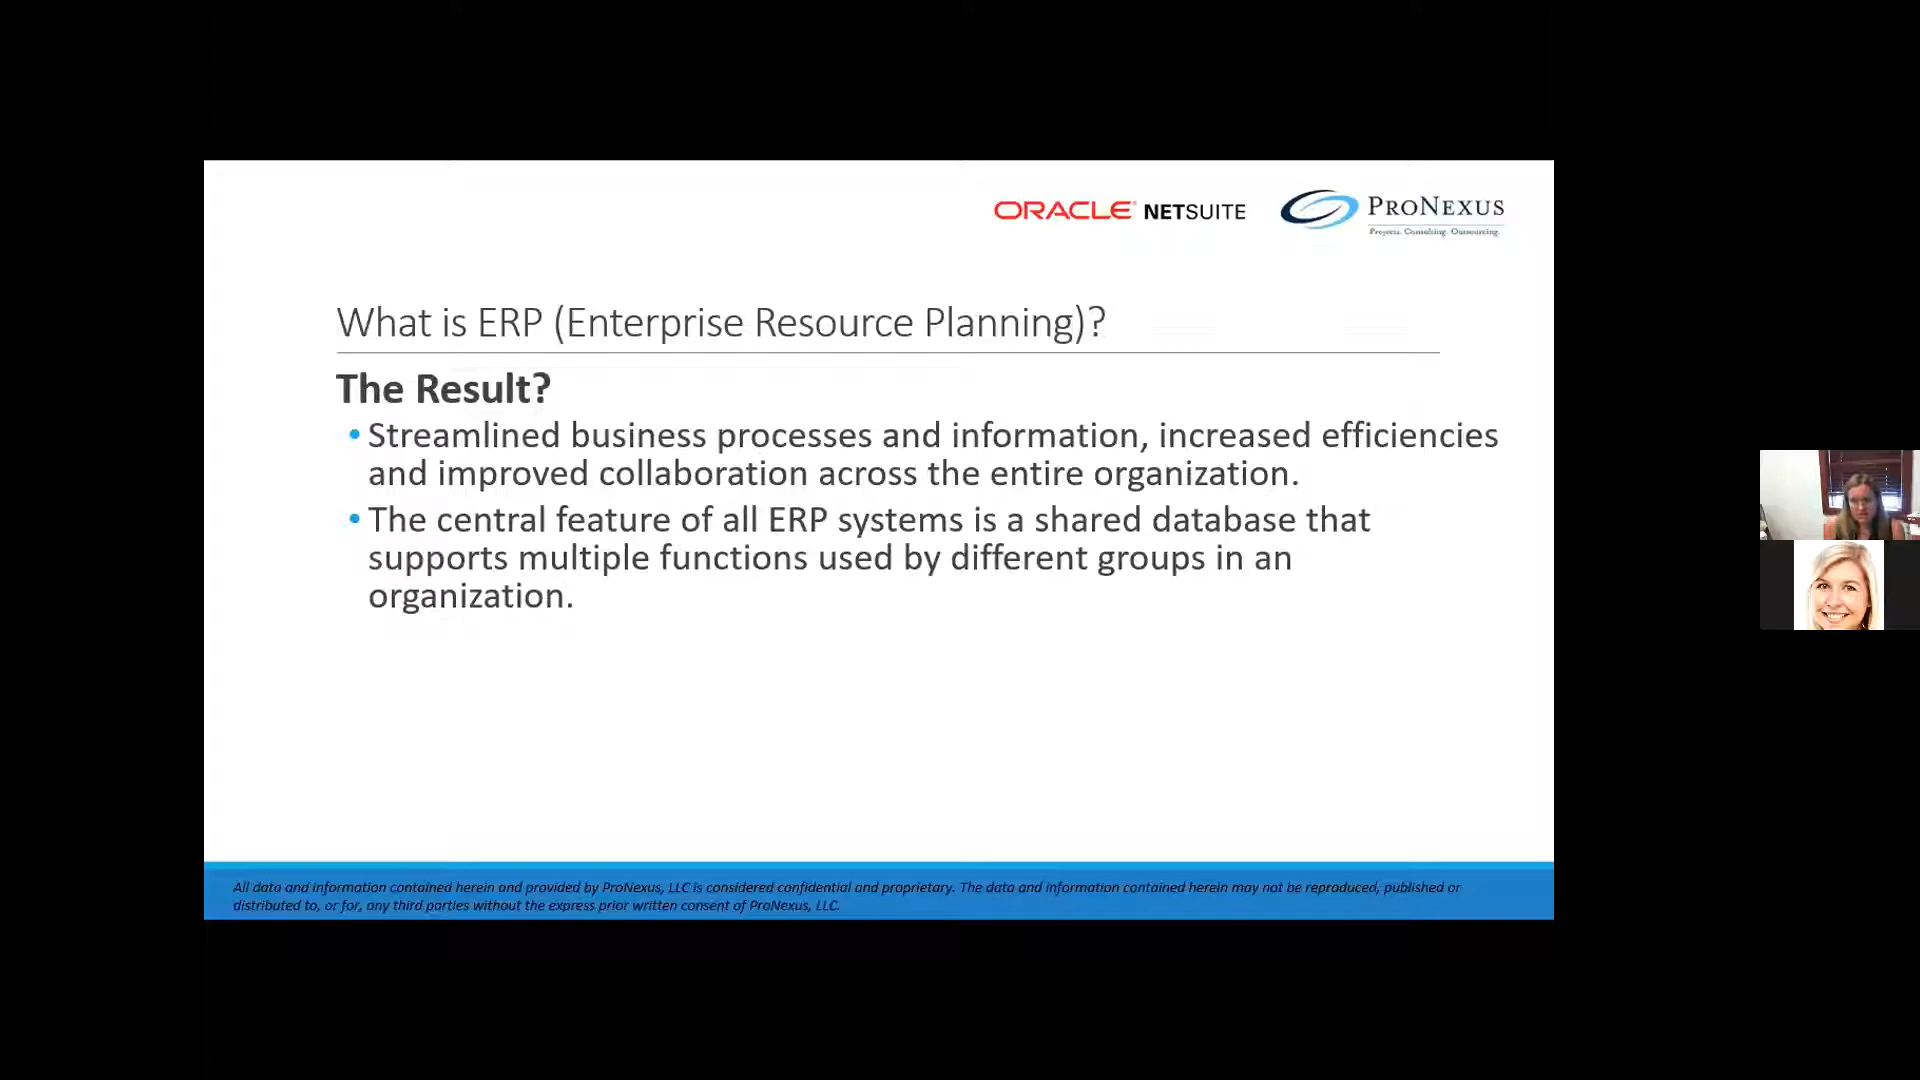 ORACLE NETSUITE
PRONEXUS
Projects. Consulting. Outsourcing.
What is ERP (Enterprise Resource Planning)?
The Result?
• Streamlined business processes and information, increased efficiencies
and improved collaboration across the entire organization.
• The central feature of all ERP systems is a shared database that
supports multiple functions used by different groups in an
organization.
All data and information contained herein and provided by ProNexus, LLC is considered confidential and proprietary. The data and information contained herein may not be reproduced, published or
distributed to, or for, any third parties without the express prior written consent of ProNexus, LLC.